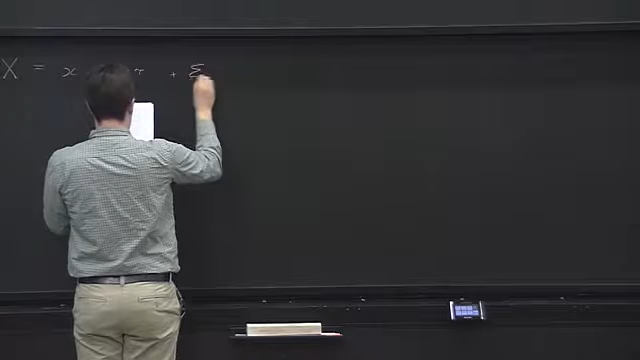 X = x + Σ